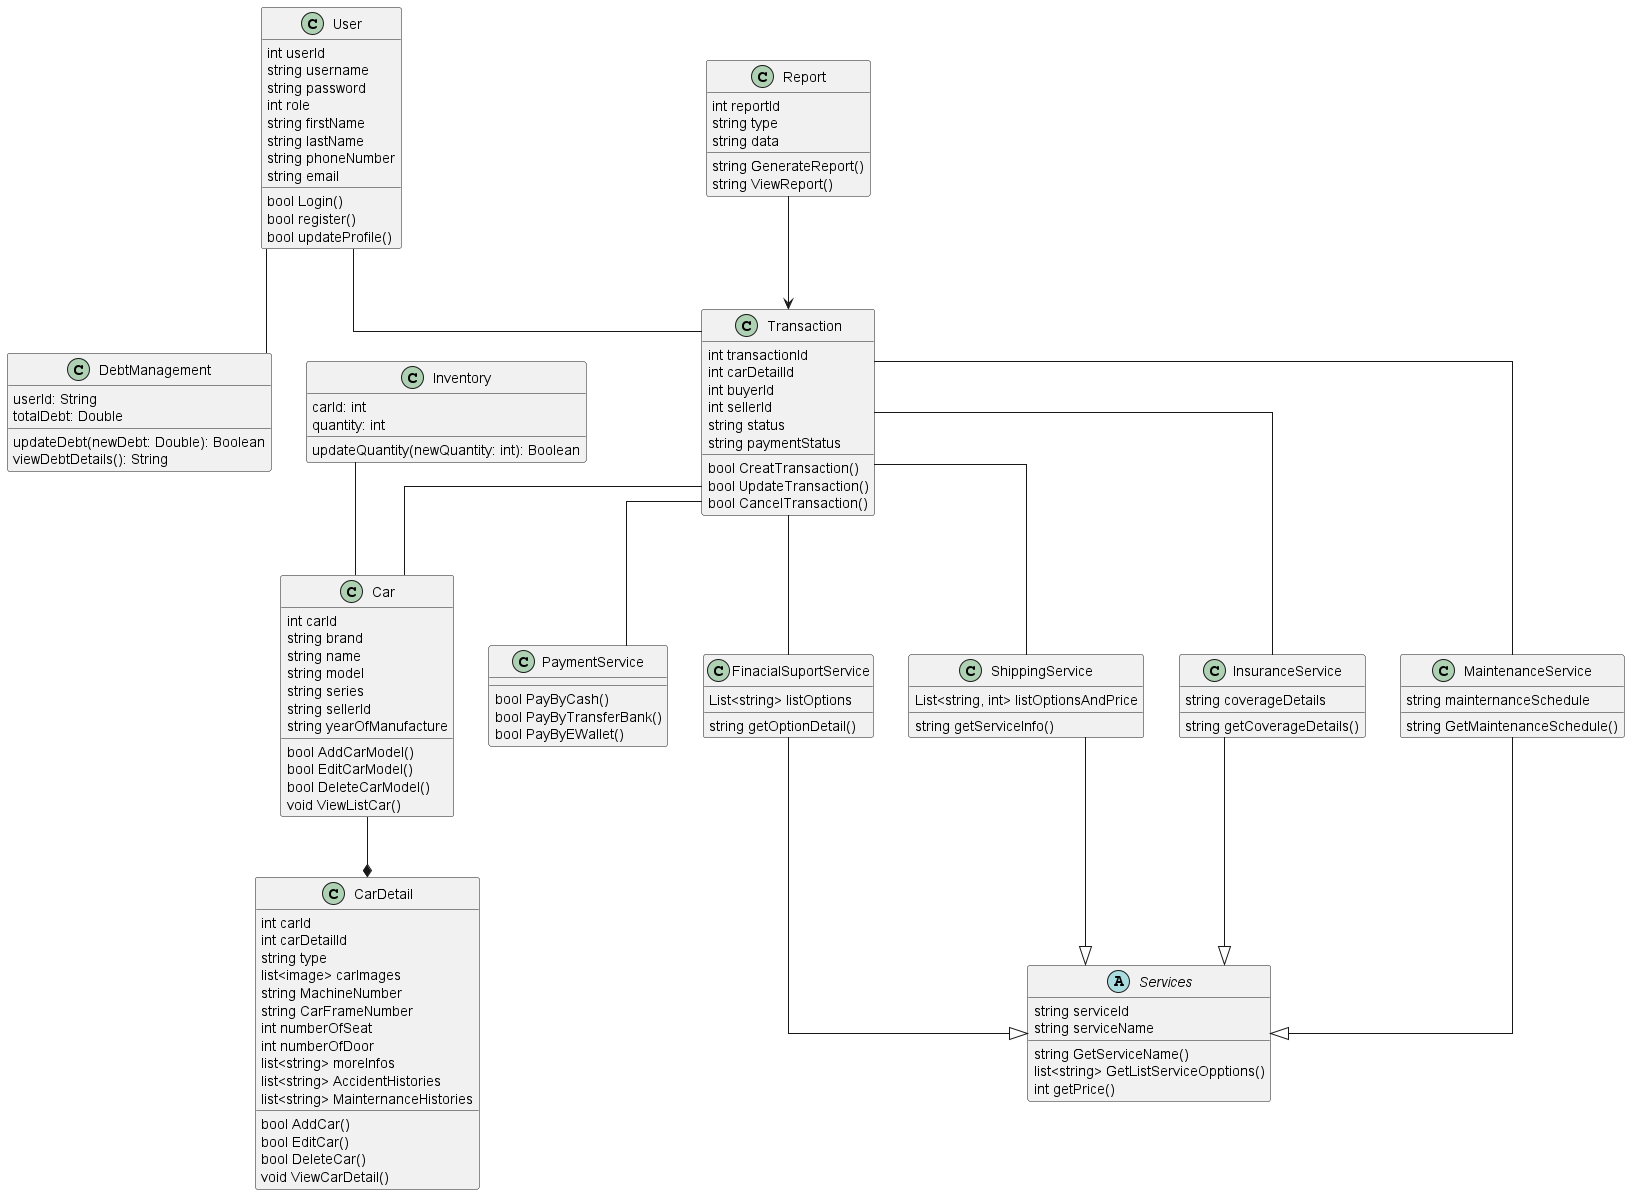 C User
int userId
string username
string password
int role
string firstName
string lastName
string phoneNumber
string email
bool Login()
bool register()
bool updateProfile()
C Report
int reportId
string type
string data
string GenerateReport()
string ViewReport()
C DebtManagement
userId: String
totalDebt: Double
updateDebt(newDebt: Double): Boolean
viewDebtDetails(): String
C Inventory
carId: int
quantity: int
updateQuantity(newQuantity: int): Boolean
C Transaction
int transactionId
int carDetailId
int buyerId
int sellerId
string status
string paymentStatus
bool CreatTransaction()
bool UpdateTransaction()
bool CancelTransaction()
C Car
int carId
string brand
string name
string model
string series
string sellerId
string yearOfManufacture
bool AddCarModel()
bool EditCarModel()
bool DeleteCarModel()
void ViewListCar()
C PaymentService
bool PayByCash()
bool PayByTransferBank()
bool PayByEWallet()
C FinacialSuportService
List<string> listOptions
string getOptionDetail()
C ShippingService
List<string, int> listOptionsAndPrice
string getServiceInfo()
C InsuranceService
string coverageDetails
string getCoverageDetails()
C MaintenanceService
string mainternanceSchedule
string GetMaintenanceSchedule()
C CarDetail
int carId
int carDetailId
string type
list<image> carImages
string MachineNumber
string CarFrameNumber
int numberOfSeat
int numberOfDoor
list<string> moreInfos
list<string> AccidentHistories
list<string> MainternanceHistories
bool AddCar()
bool EditCar()
bool DeleteCar()
void ViewCarDetail()
A Services
string serviceId
string serviceName
string GetServiceName()
list<string> GetListServiceOpptions()
int getPrice()